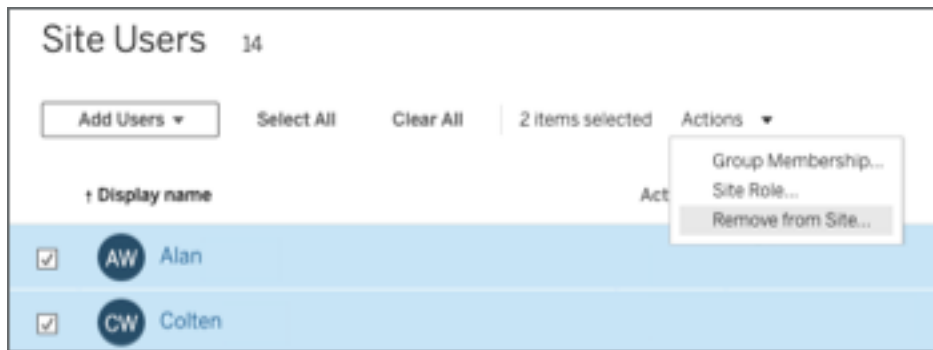 Site Users 14
Add Users Select All Clear All 2 items selected Actions
Group Membership...
Site Role...
Remove from Site...
↑ Display name Act
AW Alan
CW Colten